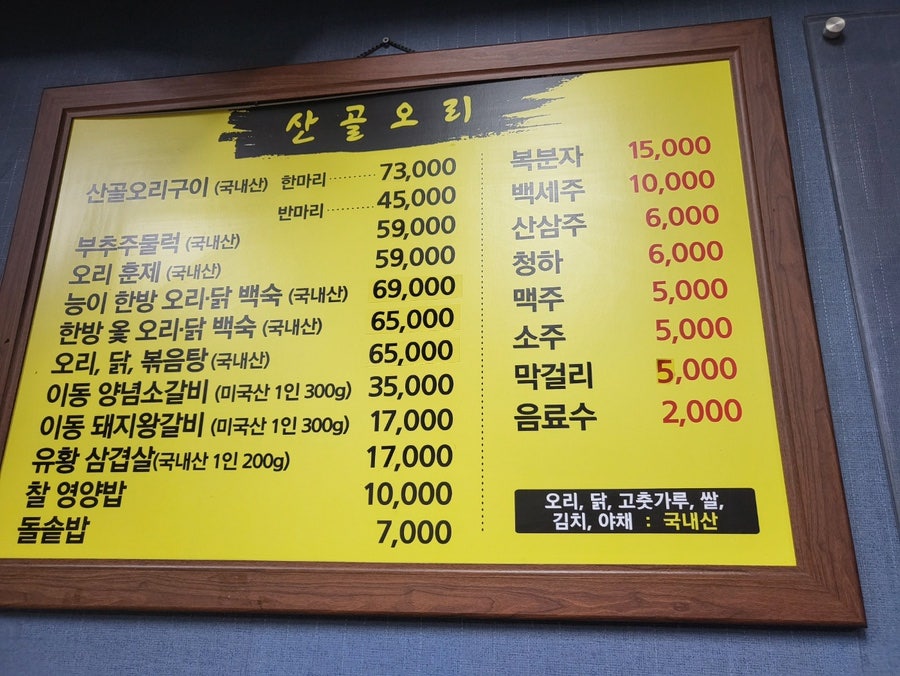 산골오리
산골오리구이 (국내산) 한마리 ········ 73,000
반마리 ········ 45,000
부추주물럭 (국내산) 59,000
오리 훈제 (국내산) 59,000
능이 한방 오리·닭 백숙 (국내산) 69,000
한방 옻 오리·닭 백숙 (국내산) 65,000
오리, 닭, 볶음탕 (국내산) 65,000
이동 양념소갈비 (미국산 1인 300g) 35,000
이동 돼지왕갈비 (미국산 1인 300g) 17,000
유황 삼겹살(국내산 1인 200g) 17,000
찰 영양밥 10,000
돌솥밥 7,000
복분자 15,000
백세주 10,000
산삼주 6,000
청하 6,000
맥주 5,000
소주 5,000
막걸리 5,000
음료수 2,000
오리, 닭, 고춧가루, 쌀,
김치, 야채 : 국내산